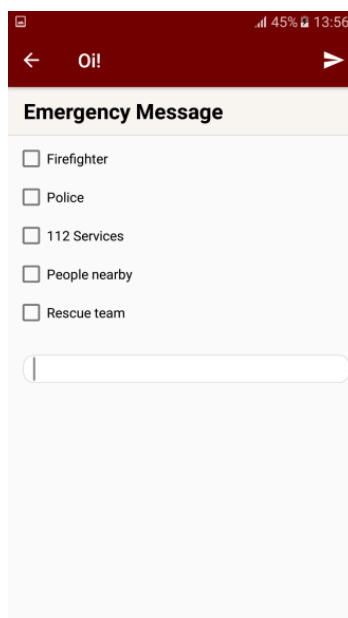 45% 13:56
Oi!
Emergency Message
Firefighter
Police
112 Services
People nearby
Rescue team